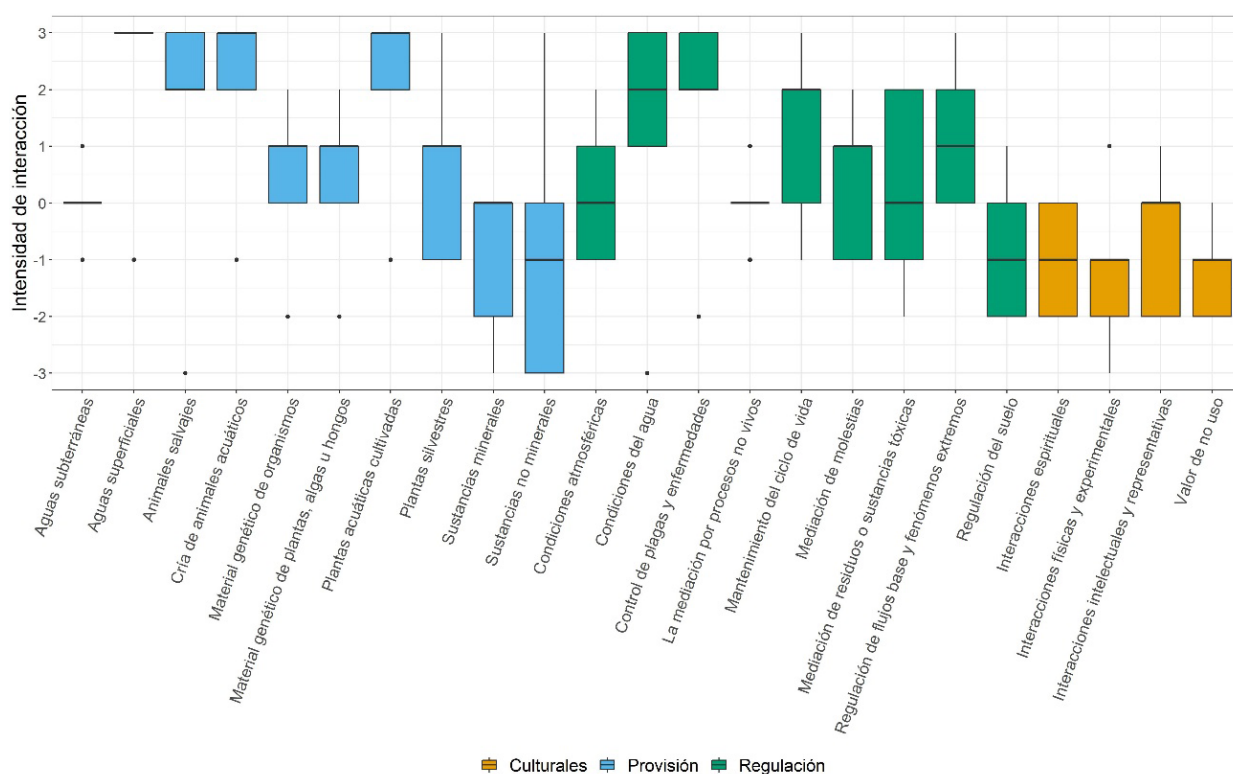 Intensidad de interacción
3
2
1
0
-1
-2
-3
Aguas subterráneas
Aguas superficiales
Animales salvajes
Cría de animales acuáticos
Material genético de organismos
Material genético de plantas, algas u hongos
Plantas acuáticas cultivadas
Plantas silvestres
Sustancias minerales
Sustancias no minerales
Condiciones atmosféricas
Condiciones del agua
Control de plagas y enfermedades
La mediación por procesos no vivos
Mantenimiento del ciclo de vida
Mediación de molestias
Mediación de residuos o sustancias tóxicas
Regulación de flujos base y fenómenos extremos
Regulación del suelo
Interacciones espirituales
Interacciones físicas y experimentales
Interacciones intelectuales y representativas
Valor de no uso
Culturales Provisión Regulación